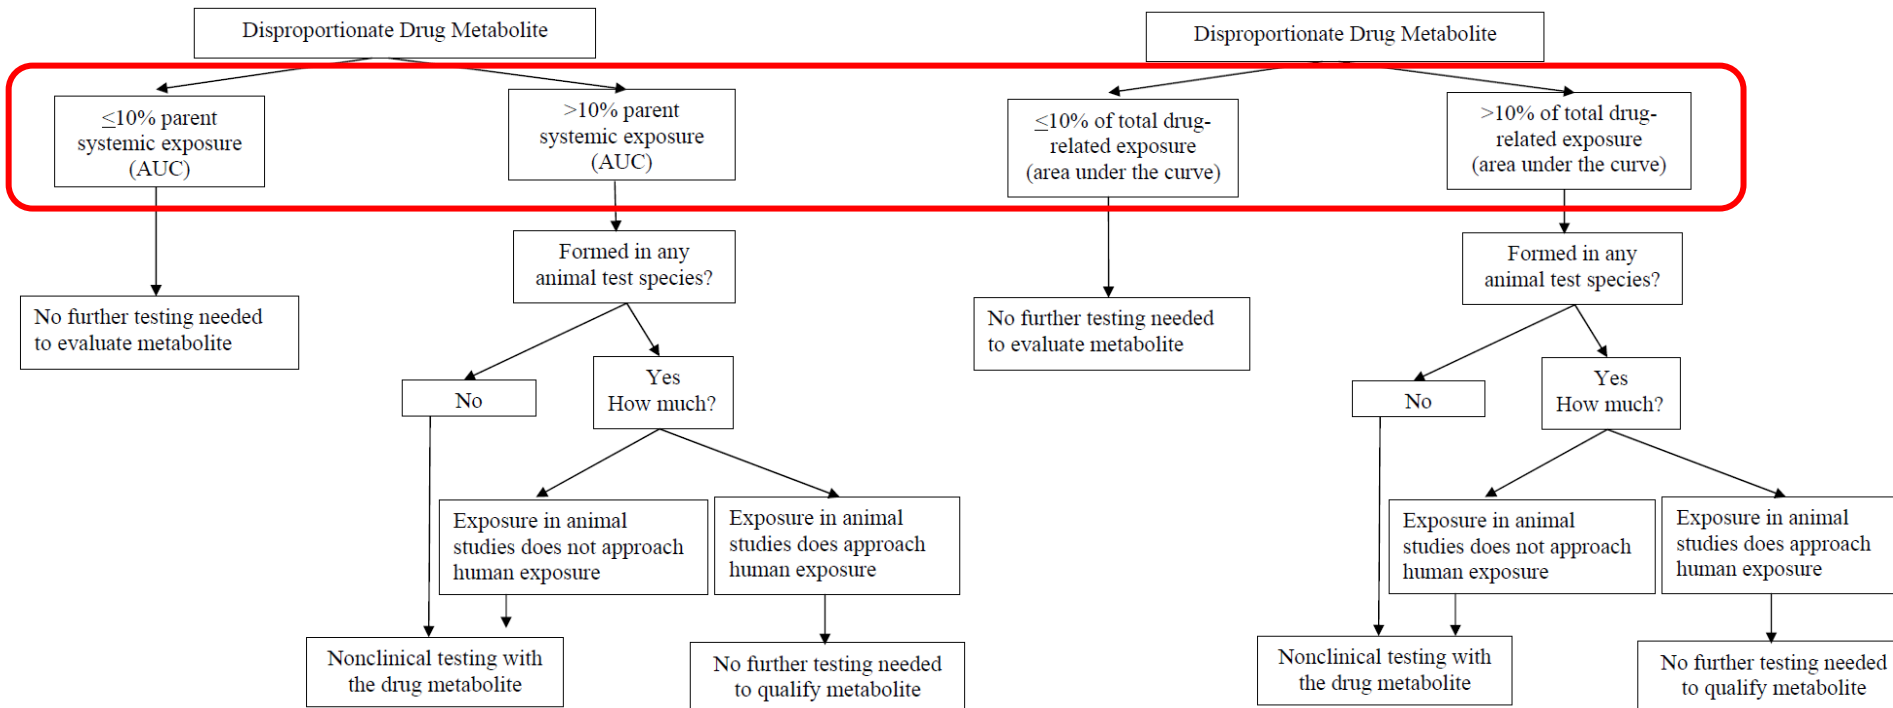 Disproportionate Drug Metabolite
≤10% parent
systemic exposure
(AUC)
>10% parent
systemic exposure
(AUC)
No further testing needed
to evaluate metabolite
Formed in any
animal test species?
No
Yes
How much?
Exposure in animal
studies does not approach
human exposure
Exposure in animal
studies does approach
human exposure
Nonclinical testing with
the drug metabolite
No further testing needed
to qualify metabolite
Disproportionate Drug Metabolite
≤10% of total drug-
related exposure
(area under the curve)
>10% of total drug-
related exposure
(area under the curve)
No further testing needed
to evaluate metabolite
Formed in any
animal test species?
No
Yes
How much?
Exposure in animal
studies does not approach
human exposure
Exposure in animal
studies does approach
human exposure
Nonclinical testing with
the drug metabolite
No further testing needed
to qualify metabolite